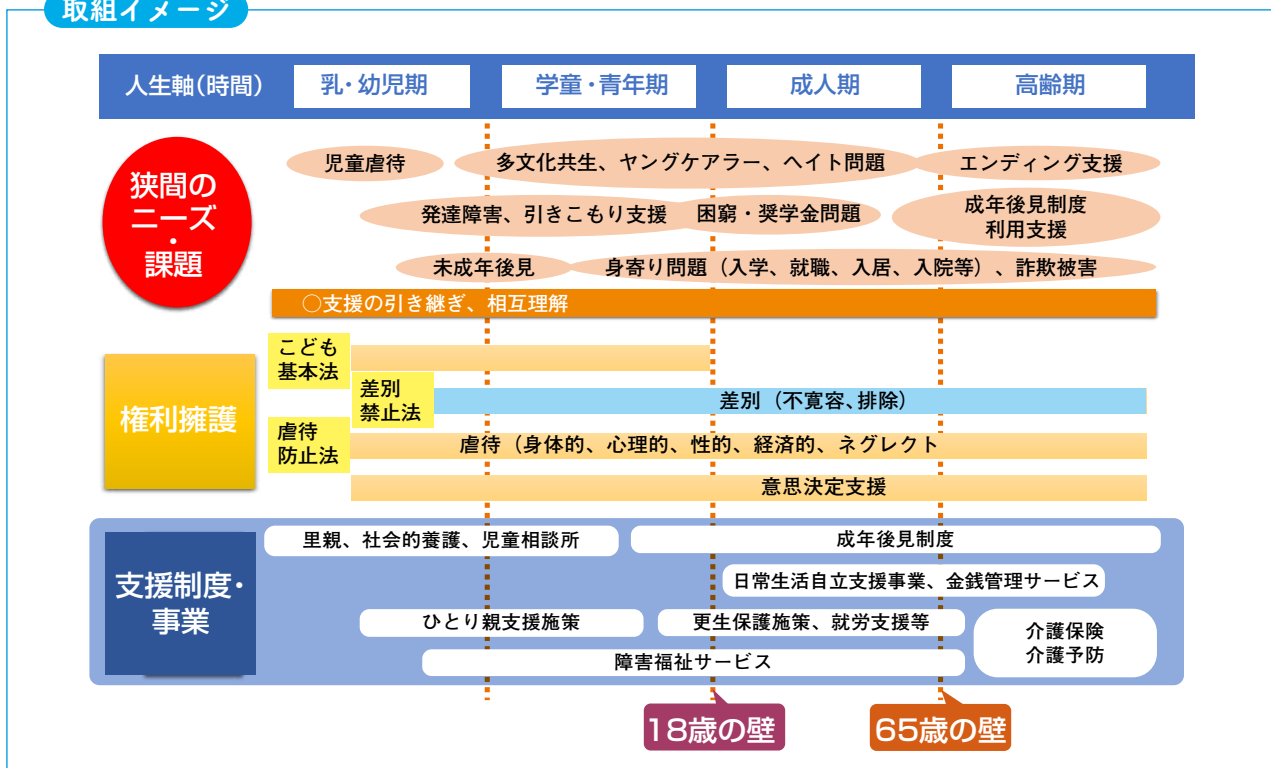 取組イメージ
人生軸(時間)
乳・幼児期
学童・青年期
成人期
高齢期
狭間の
ニーズ
・
課題
児童虐待
多文化共生、ヤングケアラー、ヘイト問題
エンディング支援
発達障害、引きこもり支援
困窮・奨学金問題
成年後見制度
利用支援
未成年後見
身寄り問題（入学、就職、入居、入院等）、詐欺被害
○支援の引き継ぎ、相互理解
権利擁護
こども
基本法
差別
禁止法
差別（不寛容、排除）
虐待
防止法
虐待（身体的、心理的、性的、経済的、ネグレクト
意思決定支援
支援制度・
事業
里親、社会的養護、児童相談所
成年後見制度
日常生活自立支援事業、金銭管理サービス
ひとり親支援施策
更生保護施策、就労支援等
介護保険
介護予防
障害福祉サービス
18歳の壁
65歳の壁